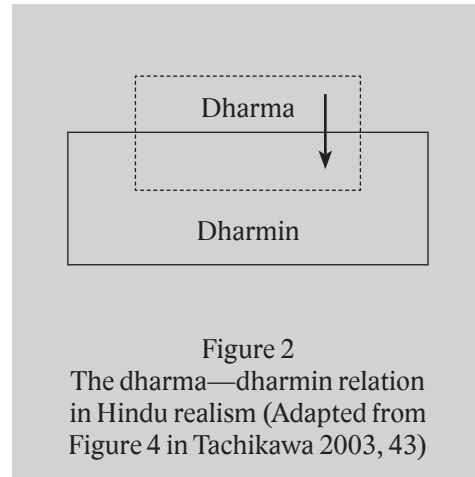 Dharma
Dharmin
Figure 2
The dharma—dharmin relation
in Hindu realism (Adapted from
Figure 4 in Tachikawa 2003, 43)